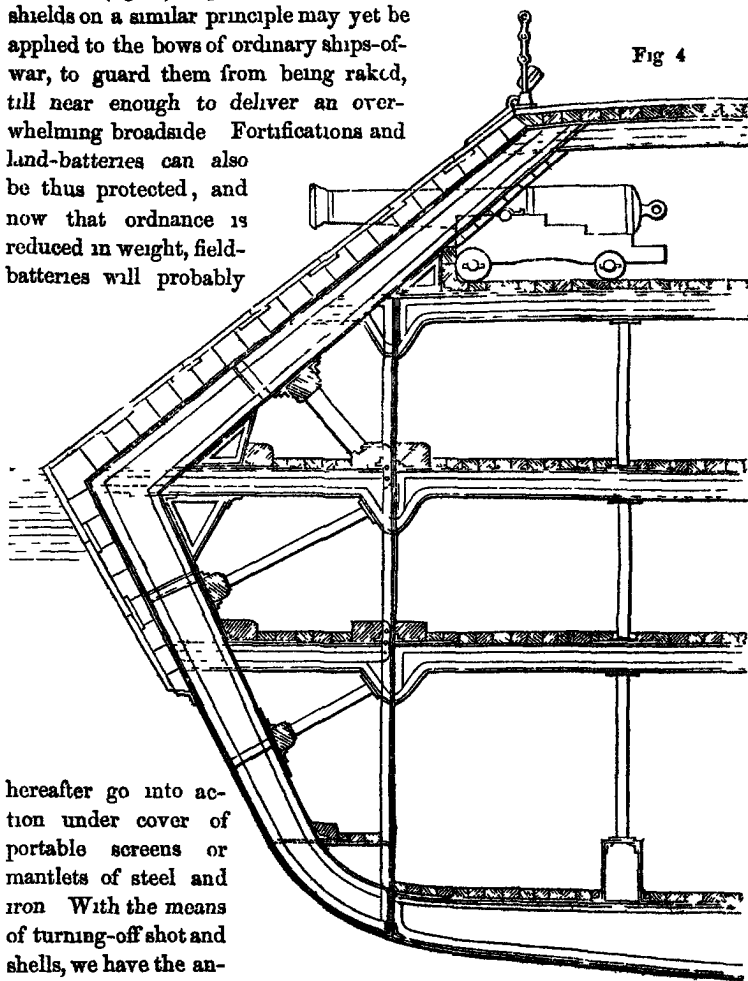 shields on a similar principle may yet be
applied to the bows of ordinary ships-of-
war, to guard them from being raked,
till near enough to deliver an over-
whelming broadside Fortifications and
land-batteries can also
be thus protected, and
now that ordnance is
reduced in weight, field-
batteries will probably
Fig 4
hereafter go into ac-
tion under cover of
portable screens or
mantlets of steel and
iron With the means
of turning-off shot and
shells, we have the an-